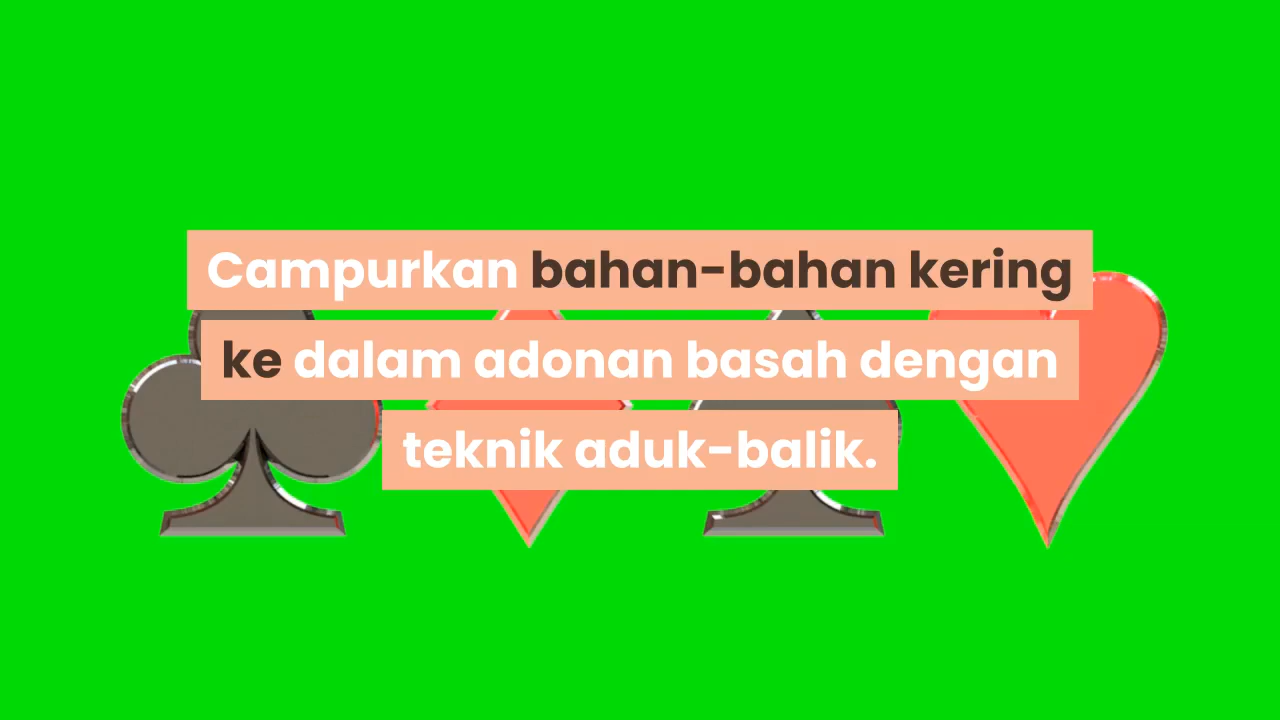 Campurkan bahan-bahan kering
ke dalam adonan basah dengan
teknik aduk-balik.